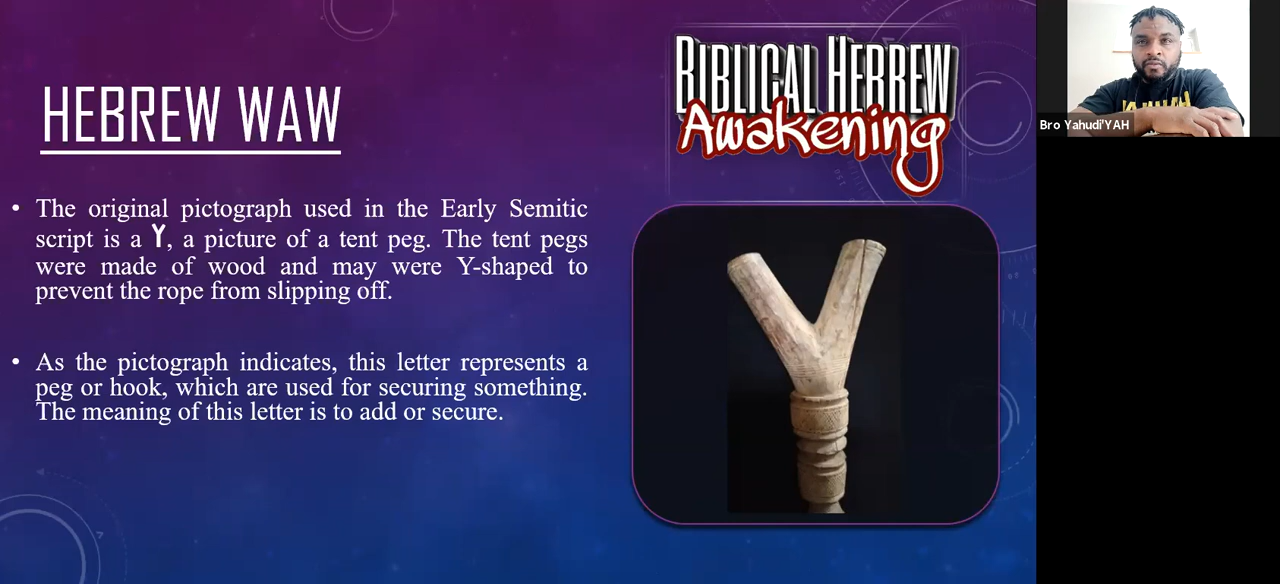 HEBREW WAW
• The original pictograph used in the Early Semitic
script is a Y, a picture of a tent peg. The tent pegs
were made of wood and may were Y-shaped to
prevent the rope from slipping off.
• As the pictograph indicates, this letter represents a
peg or hook, which are used for securing something.
The meaning of this letter is to add or secure.
BIBLICAL HEBREW
Awakening
Bro Yahudi'YAH